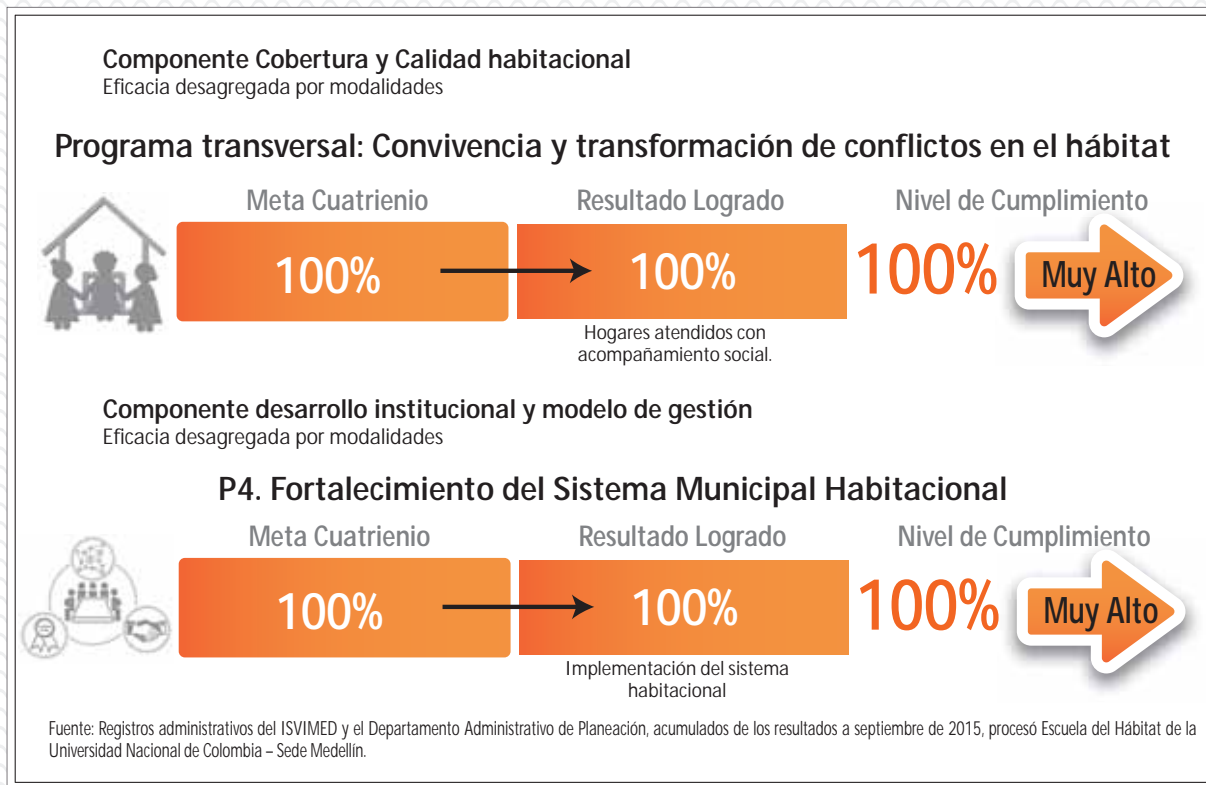 Componente Cobertura y Calidad habitacional
Eficacia desagregada por modalidades
Programa transversal: Convivencia y transformación de conflictos en el hábitat
Meta Cuatrienio
Resultado Logrado
Nivel de Cumplimiento
100%
100%
100%
Muy Alto
Hogares atendidos con
acompañamiento social.
Componente desarrollo institucional y modelo de gestión
Eficacia desagregada por modalidades
P4. Fortalecimiento del Sistema Municipal Habitacional
Meta Cuatrienio
Resultado Logrado
Nivel de Cumplimiento
100%
100%
100%
Muy Alto
Implementación del sistema
habitacional
Fuente: Registros administrativos del ISVIMED y el Departamento Administrativo de Planeación, acumulados de los resultados a septiembre de 2015, procesó Escuela del Hábitat de la
Universidad Nacional de Colombia – Sede Medellín.